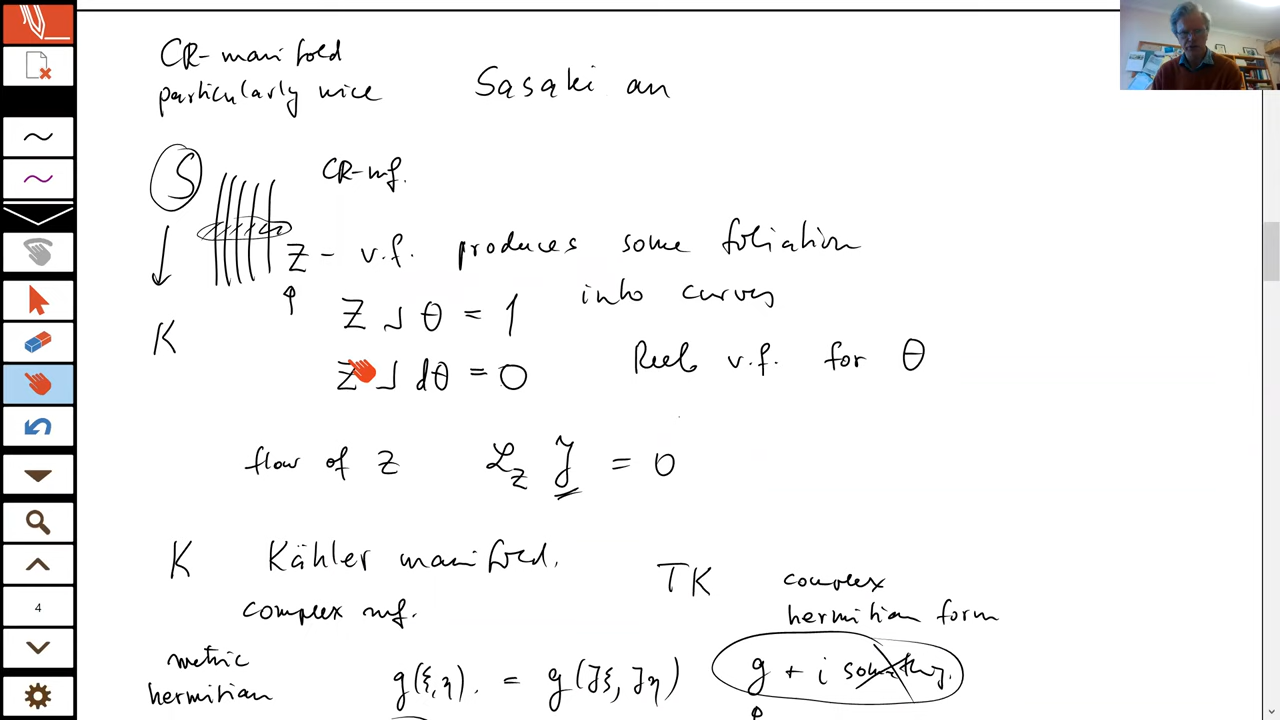 CR-manifold
particularly nice
Sasakian
S
CR-mf.
Z - v.f. produces some foliation
into curves
K
Z ⌟ θ = 1
Z ⌟ dθ = 0
Reeb v.f. for θ
flow of Z
ℒ_Z J = 0
K Kähler manifold.
complex mf.
TK
complex
hermitian form
metric
hermitian
g(ξ,η). = g(Jξ, Jη)
g + i somthing.
4